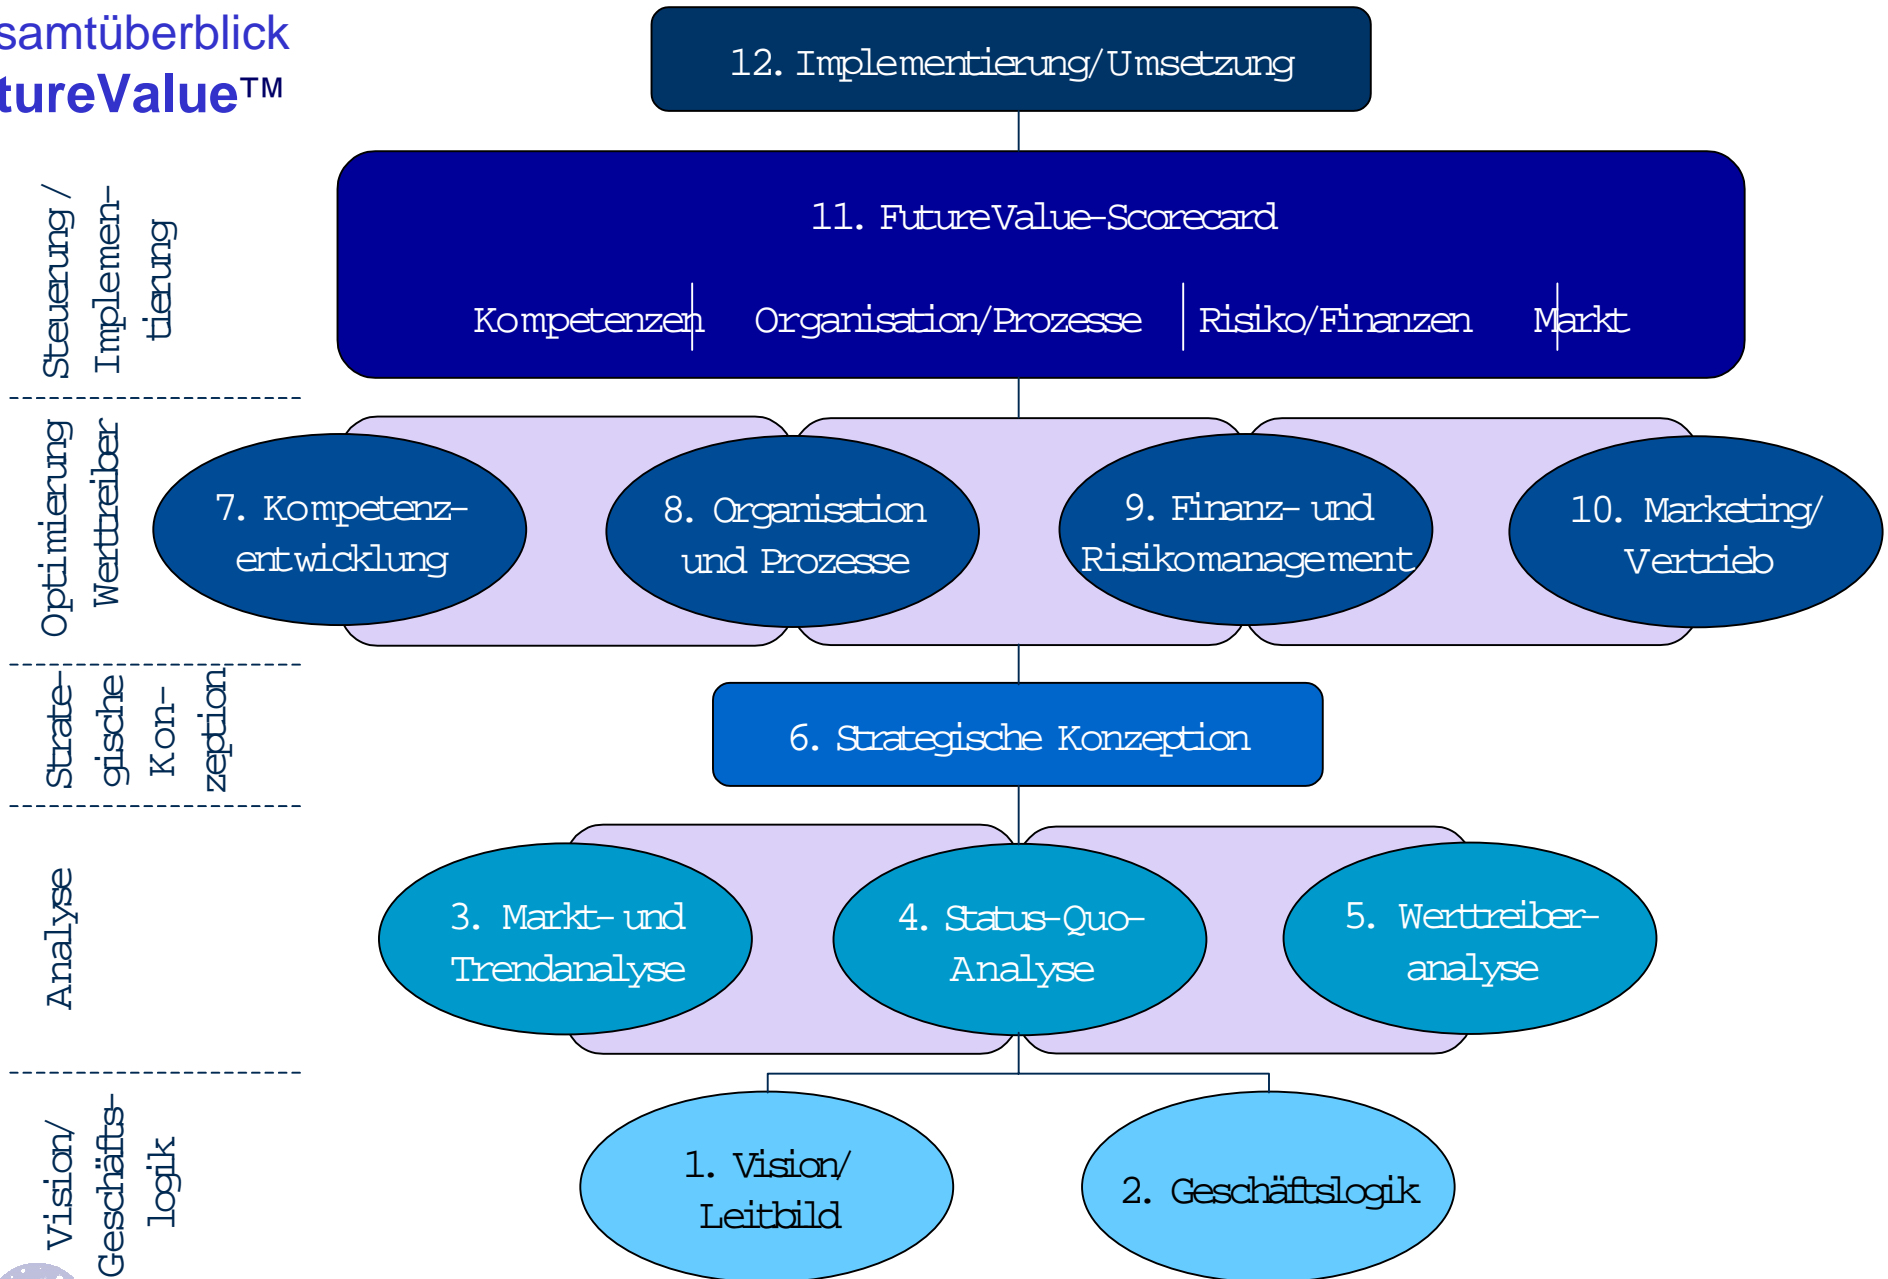 samtüberblick
tureValue™
12. Implementierung/Umsetzung
Steuerung/
Implemen-
tierung
11. FutureValue-Scorecard
Kompetenzen Organisation/Prozesse Risiko/Finanzen Markt
Optimierung
Werttreiber
7. Kompetenz-
entwicklung
8. Organisation
und Prozesse
9. Finanz- und
Risikomanagement
10. Marketing/
Vertrieb
Strate-
gische
Kon-
zeption
6. Strategische Konzeption
Analyse
3. Markt- und
Trendanalyse
4. Status-Quo-
Analyse
5. Werttreiber-
analyse
Vision/
Geschäfts-
logik
1. Vision/
Leitbild
2. Geschäftslogik